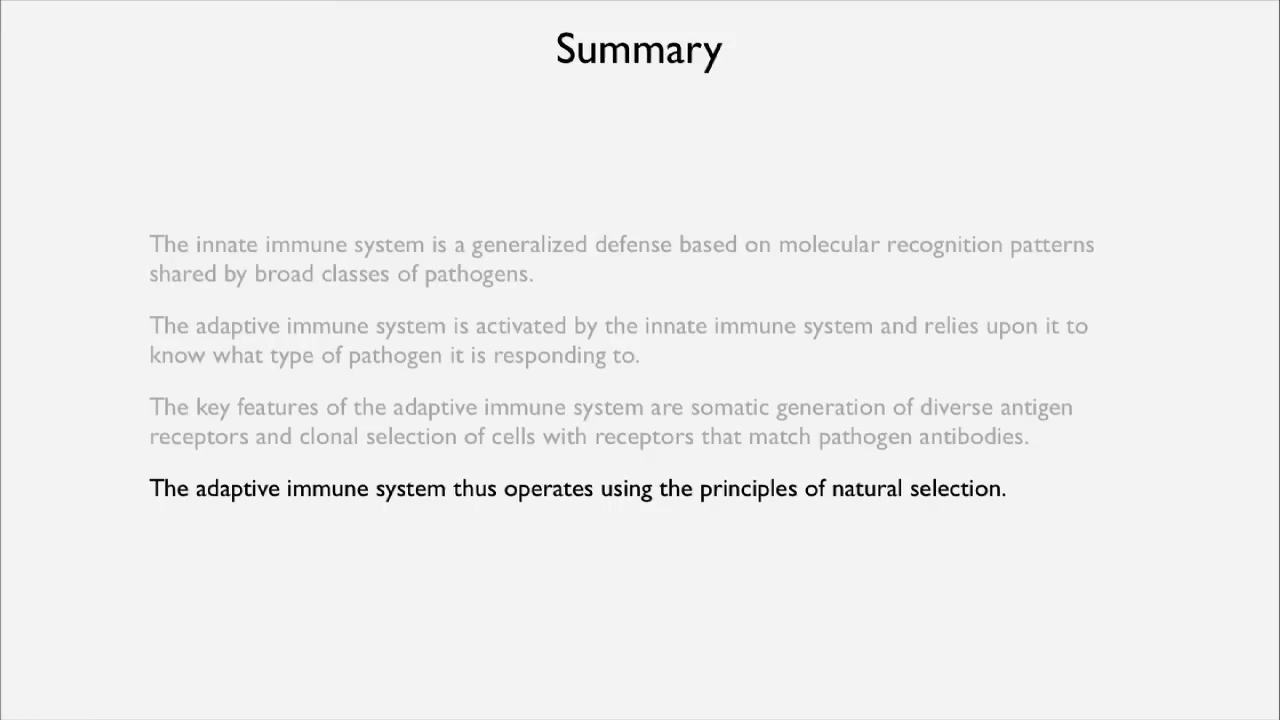 Summary
The innate immune system is a generalized defense based on molecular recognition patterns
shared by broad classes of pathogens.
The adaptive immune system is activated by the innate immune system and relies upon it to
know what type of pathogen it is responding to.
The key features of the adaptive immune system are somatic generation of diverse antigen
receptors and clonal selection of cells with receptors that match pathogen antibodies.
The adaptive immune system thus operates using the principles of natural selection.